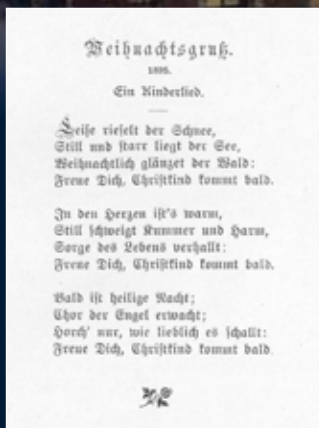 Weihnachtsgruß.
1895.
Ein Kinderlied.
Leise rieselt der Schnee,
Still und starr liegt der See,
Weihnachtlich glänzet der Wald:
Freue Dich, Christkind kommt bald.
In den Herzen ist's warm,
Still schweigt Kummer und Harm,
Sorge des Lebens verhallt:
Freue Dich, Christkind kommt bald.
Bald ist heilige Nacht;
Chor der Engel erwacht;
Horch' nur, wie lieblich es schallt:
Freue Dich, Christkind kommt bald.